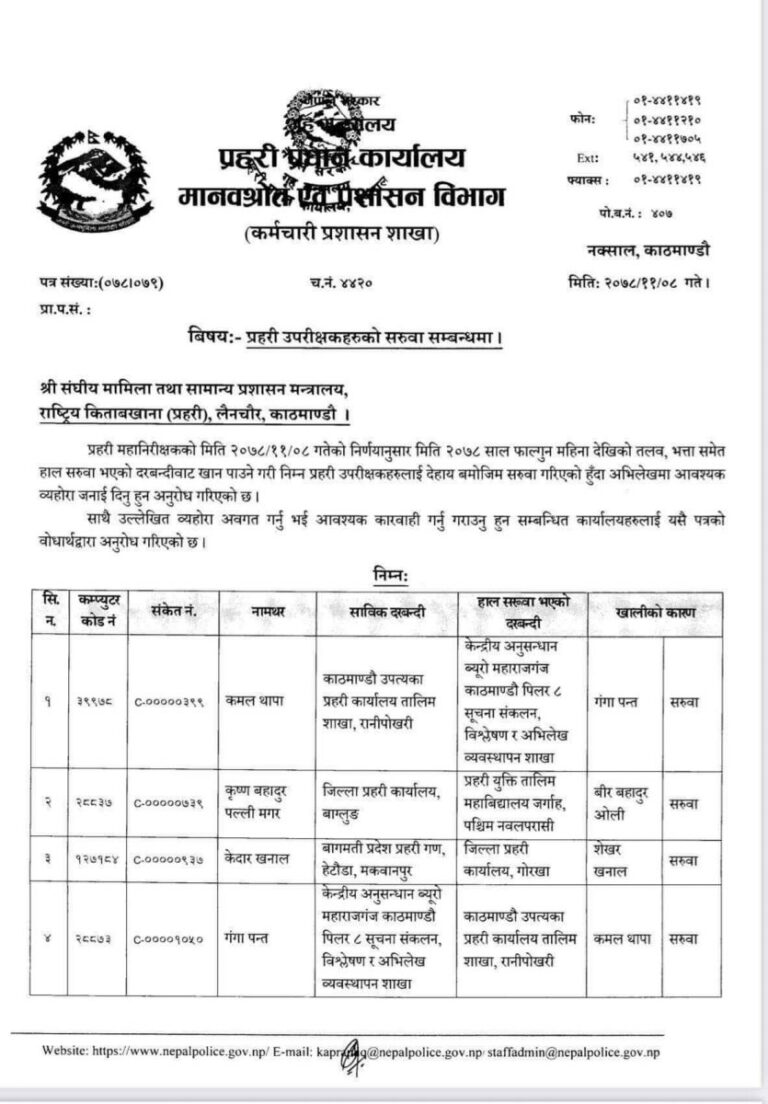 नेपाल सरकार
गृह मन्त्रालय
प्रहरी प्रधान कार्यालय
मानवश्रोत एवं प्रशासन विभाग
(कर्मचारी प्रशासन शाखा)
फोन:
०१-४४११४१९
०१-४४११२१०
०१-४४११७०५
Ext: ५४१, ५४४,५४६
फ्याक्स : ०१-४४११४१९
पो.ब.नं. : ४०७
नक्साल, काठमाण्डौ
पत्र संख्या:(०७८।०७९)
च.नं. ४४२०
मिति: २०७८/११/०८ गते।
प्रा.प.सं. :
बिषय:- प्रहरी उपरीक्षकहरुको सरुवा सम्बन्धमा।
श्री संघीय मामिला तथा सामान्य प्रशासन मन्त्रालय,
राष्ट्रिय किताबखाना (प्रहरी), लैनचौर, काठमाण्डौ ।
प्रहरी महानिरीक्षकको मिति २०७८/११/०८ गतेको निर्णयानुसार मिति २०७८ साल फाल्गुन महिना देखिको तलव, भत्ता समेत
हाल सरुवा भएको दरबन्दीवाट खान पाउने गरी निम्न प्रहरी उपरीक्षकहरुलाई देहाय बमोजिम सरुवा गरिएको हुँदा अभिलेखमा आवश्यक
व्यहोरा जनाई दिनु हुन अनुरोध गरिएको छ।
साथै उल्लेखित व्यहोरा अवगत गर्नु भई आवश्यक कारवाही गर्नु गराउनु हुन सम्बन्धित कार्यालयहरुलाई यसै पत्रको
वोधार्थद्वारा अनुरोध गरिएको छ।
निम्न:
सि.
न.
कम्प्युटर
कोड नं
संकेत नं.
नामथर
साविक दरबन्दी
हाल सरूवा भएको
दरबन्दी
खालीको कारण
१
३९९७८
C-०००००३९९
कमल थापा
काठमाण्डौ उपत्यका
प्रहरी कार्यालय तालिम
शाखा, रानीपोखरी
केन्द्रीय अनुसन्धान
ब्यूरो महाराजगंज
काठमाण्डौ पिलर ८
सूचना संकलन,
विश्लेषण र अभिलेख
व्यवस्थापन शाखा
गंगा पन्त
सरुवा
२
२८८३७
C-०००००७३९
कृष्ण बहादुर
पल्ली मगर
जिल्ला प्रहरी कार्यालय,
बाग्लुङ
प्रहरी युक्ति तालिम
महाबिद्यालय जर्गाह,
पश्चिम नवलपरासी
बीर बहादुर
ओली
सरुवा
३
१२७१८४
C-०००००९३७
केदार खनाल
बागमती प्रदेश प्रहरी गण,
हेटौडा, मकवानपुर
जिल्ला प्रहरी
कार्यालय, गोरखा
शेखर
खनाल
सरुवा
४
२८८७३
C-००००१०५०
गंगा पन्त
केन्द्रीय अनुसन्धान ब्यूरो
महाराजगंज काठमाण्डौ
पिलर ८ सूचना संकलन,
विश्लेषण र अभिलेख
व्यवस्थापन शाखा
काठमाण्डौ उपत्यका
प्रहरी कार्यालय तालिम
शाखा, रानीपोखरी
कमल थापा
सरुवा
Website: https://www.nepalpolice.gov.np/ E-mail: @nepalpolice.gov.np/ staffadmin@nepalpolice.gov.np